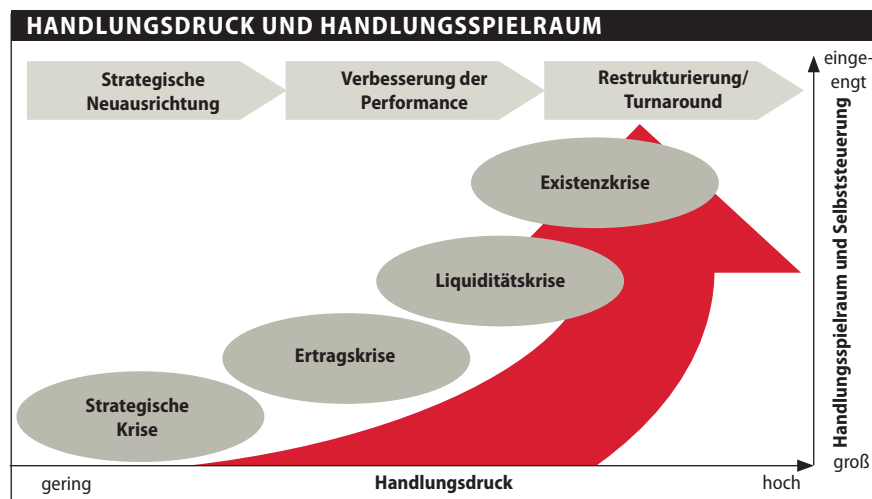 HANDLUNGSDRUCK UND HANDLUNGSSPIELRAUM
Strategische
Neuausrichtung
Verbesserung der
Performance
Restrukturierung/
Turnaround
einge-
engt
Existenzkrise
Liquiditätskrise
Ertragskrise
Strategische
Krise
Handlungsspielraum und Selbststeuerung
groß
gering
Handlungsdruck
hoch